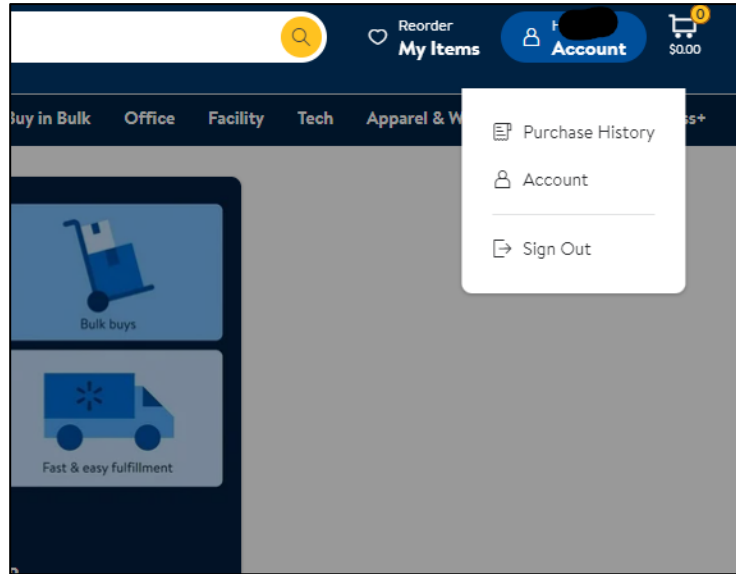 Reorder
My Items
H
Account
0
$0.00
Buy in Bulk Office Facility Tech Apparel & W
ss+
Purchase History
Account
Sign Out
Bulk buys
Fast & easy fulfillment